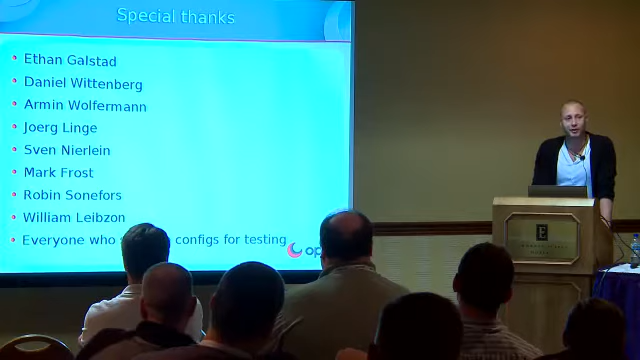 Special thanks
Ethan Galstad
Daniel Wittenberg
Armin Wolfermann
Joerg Linge
Sven Nierlein
Mark Frost
Robin Sonefors
William Leibzon
Everyone who configs for testing
op
E